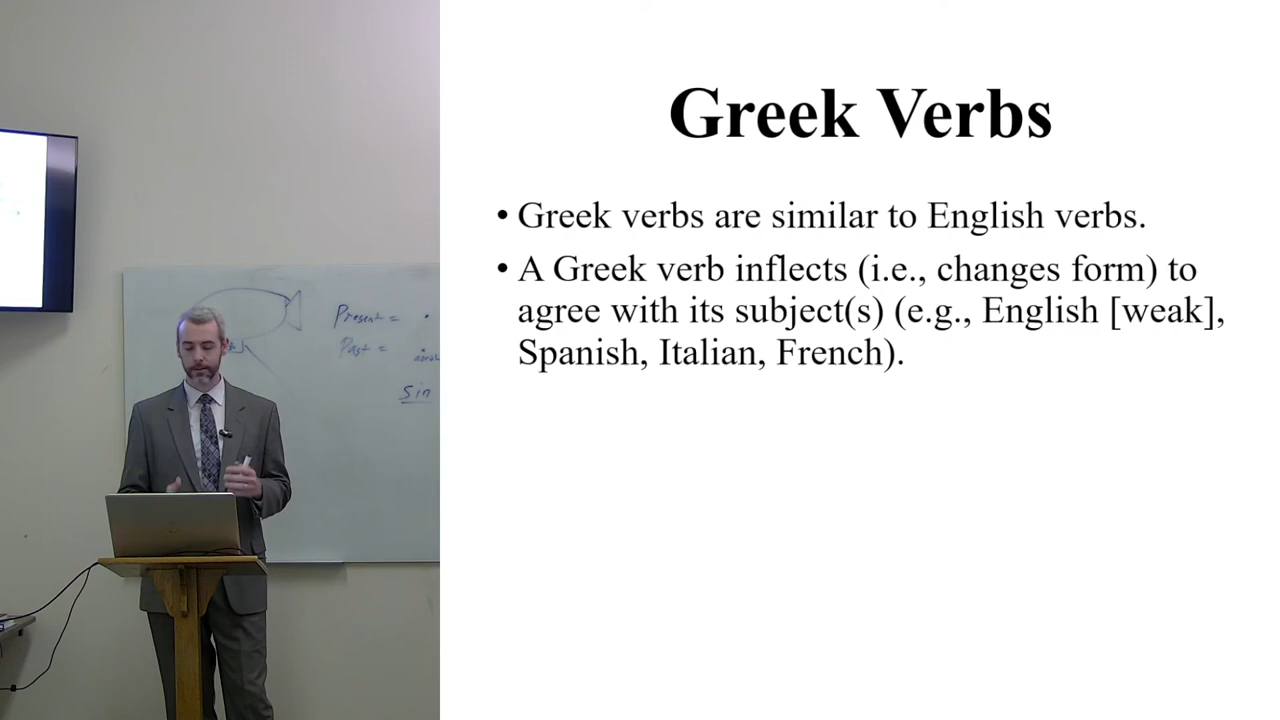 Greek Verbs
• Greek verbs are similar to English verbs.
• A Greek verb inflects (i.e., changes form) to
agree with its subject(s) (e.g., English [weak],
Spanish, Italian, French).
Present = •
Past =
Sin